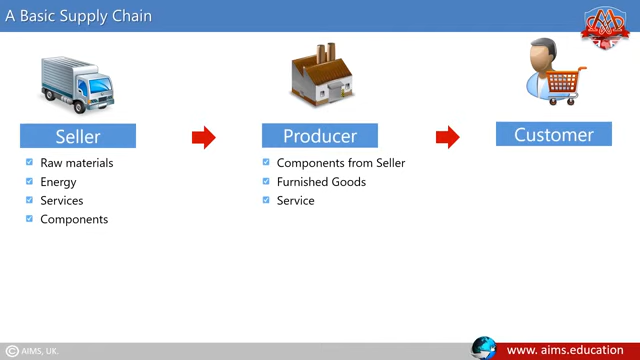 A Basic Supply Chain
Seller
Producer
Customer
Raw materials
Energy
Services
Components
Components from Seller
Furnished Goods
Service
© AIMS, UK.
www. aims.education